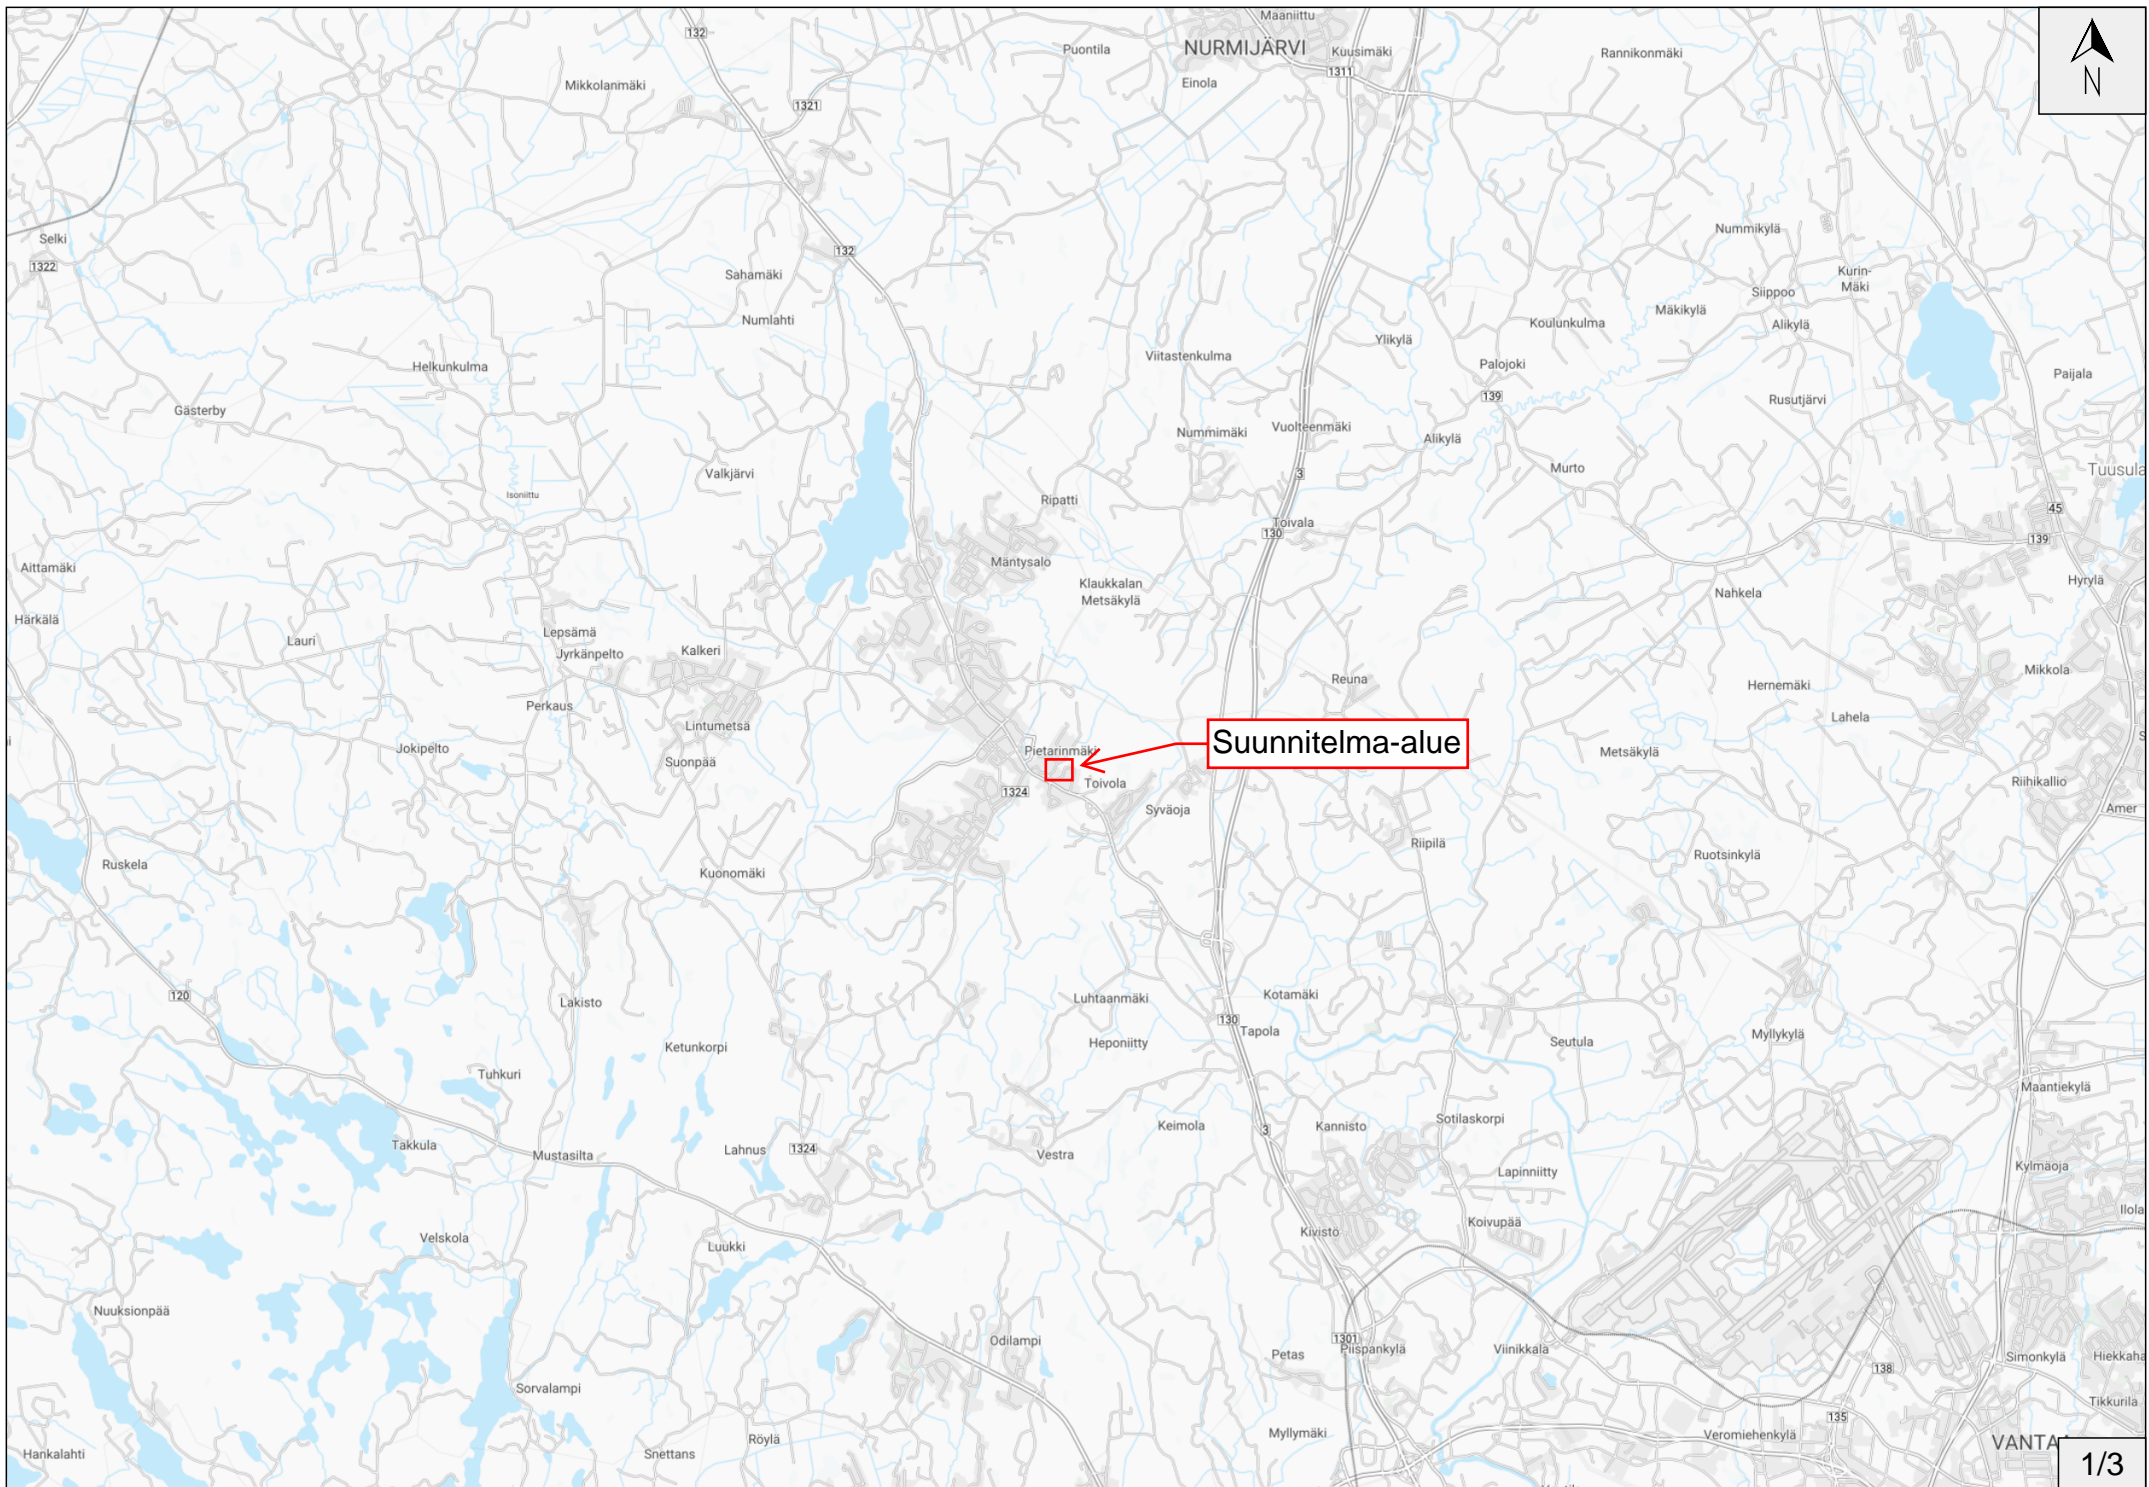 Maaniittu
132
NURMIJÄRVI
Puontila
Kuusimäki
Rannikonmäki
1311
Mikkolanmäki
Einola
N
1321
Nummikylä
Selki
132
1322
Sahamäki
Kurin-
Mäki
Siippoo
Numlahti
Mäkikylä
Koulunkulma
Alikylä
Ylikylä
Viitastenkulma
Helkunkulma
Palojoki
Paijala
139
Rusutjärvi
Gästerby
Vuolteenmäki
Nummimäki
Alikylä
Valkjärvi
3
Murto
Tuusula
Isoniittu
Ripatti
45
Toivala
130
139
Mäntysalo
Aittamäki
Klaukkalan
Metsäkylä
Hyrylä
Nahkela
Härkälä
Lepsämä
Lauri
Jyrkänpelto
Kalkeri
Mikkola
Reuna
Hernemäki
Perkaus
Lahela
Lintumetsä
Suunnitelma-alue
Jokipelto
Pietarinmäki
Metsäkylä
Suonpää
Toivola
Riihikallio
1324
Syväoja
Amer
Riipilä
Ruskela
Ruotsinkylä
Kuonomäki
120
Lakisto
Luhtaanmäki
Kotamäki
130
Tapola
Heponiitty
Seutula
Myllykylä
Ketunkorpi
Tuhkuri
Maantiekylä
Keimola
3
Kannisto
Sotilaskorpi
Takkula
Mustasilta
Lahnus
1324
Vestra
Kylmäoja
Lapinniitty
Ilola
Koivupää
Kivistö
Velskola
Luukki
Nuuksionpää
Odilampi
1301
Piispankylä
Viinikkala
Petas
Simonkylä
Hiekkaha
138
Sorvalampi
Tikkurila
135
Myllymäki
Veromiehenkylä
Röylä
Snettans
Hankalahti
VANTA
1/3